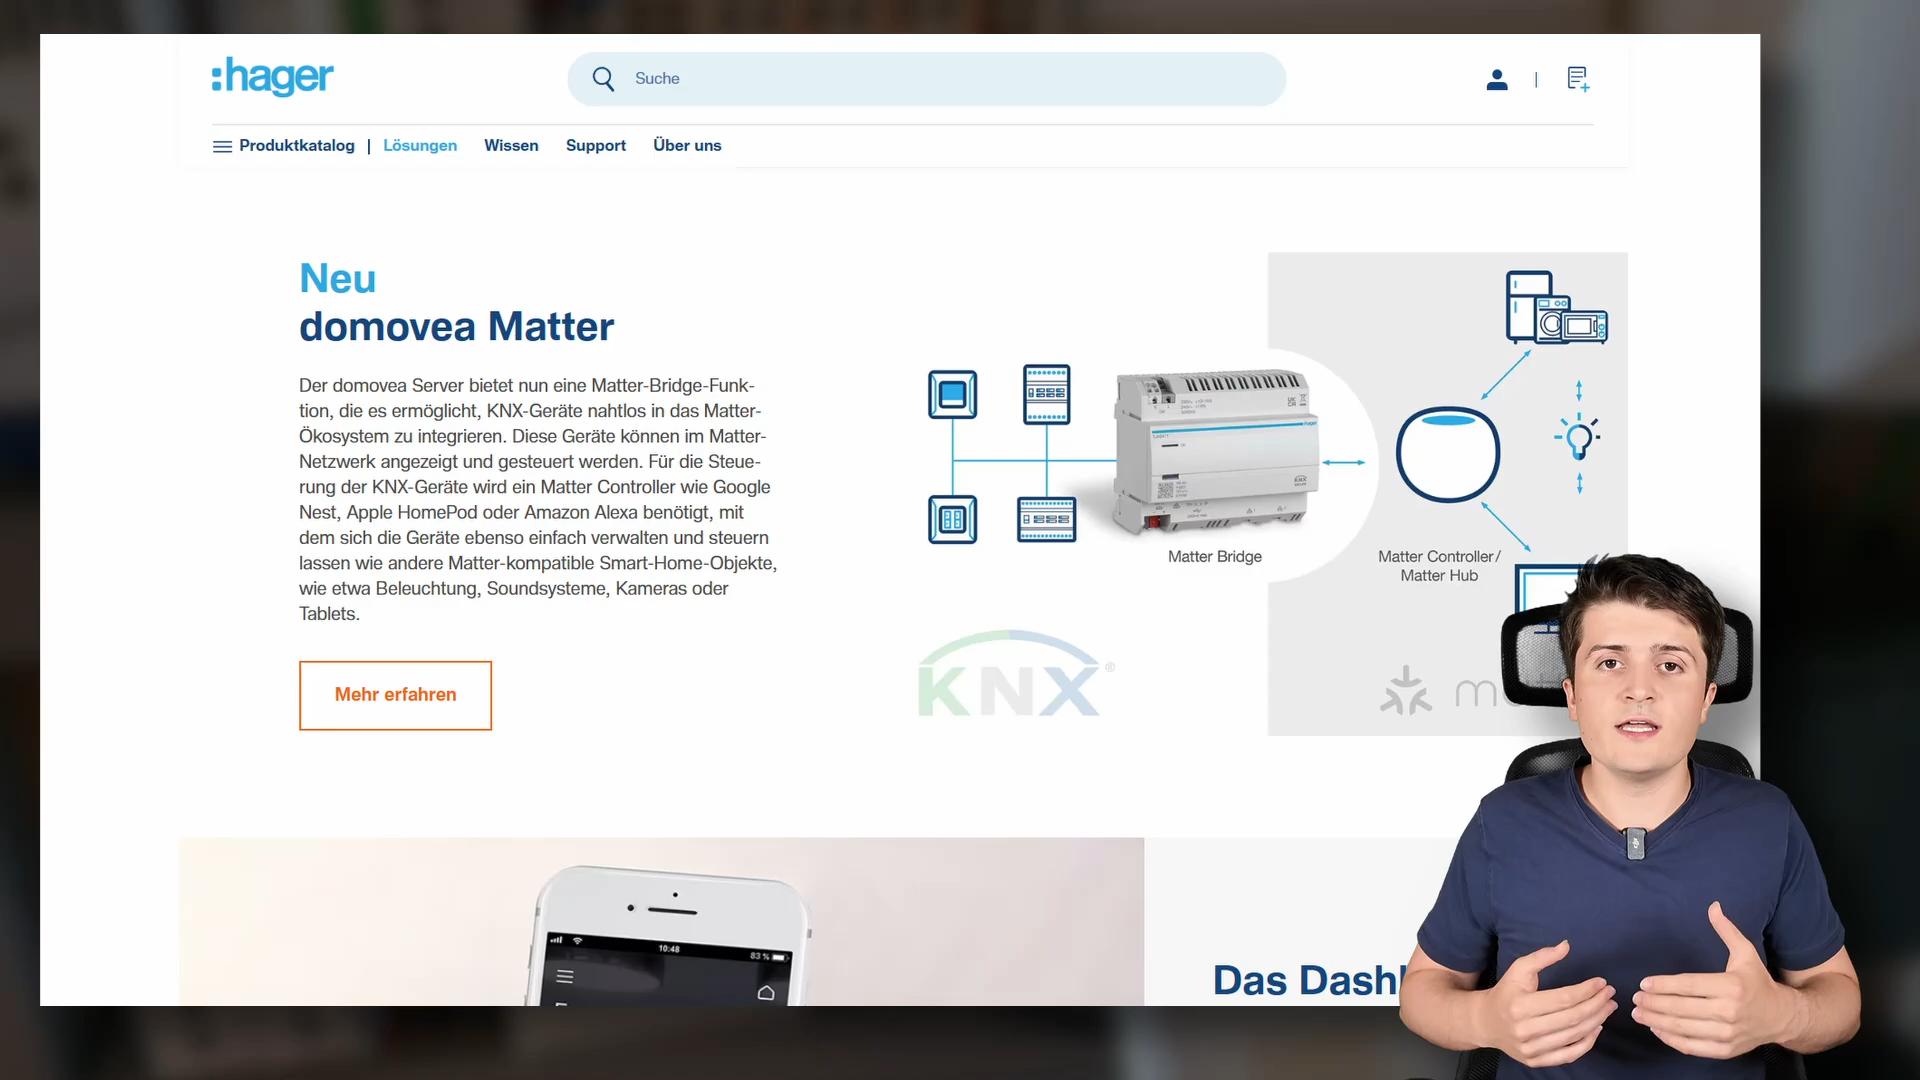 :hager
Suche
Produktkatalog | Lösungen Wissen Support Über uns
Neu
domovea Matter
Der domovea Server bietet nun eine Matter-Bridge-Funk-
tion, die es ermöglicht, KNX-Geräte nahtlos in das Matter-
Ökosystem zu integrieren. Diese Geräte können im Matter-
Netzwerk angezeigt und gesteuert werden. Für die Steue-
rung der KNX-Geräte wird ein Matter Controller wie Google
Nest, Apple HomePod oder Amazon Alexa benötigt, mit
dem sich die Geräte ebenso einfach verwalten und steuern
lassen wie andere Matter-kompatible Smart-Home-Objekte,
wie etwa Beleuchtung, Soundsysteme, Kameras oder
Tablets.
Mehr erfahren
:hager
KNX
Matter Bridge
Matter Controller/
Matter Hub
KNX®
10:48
83 %
Das Dash